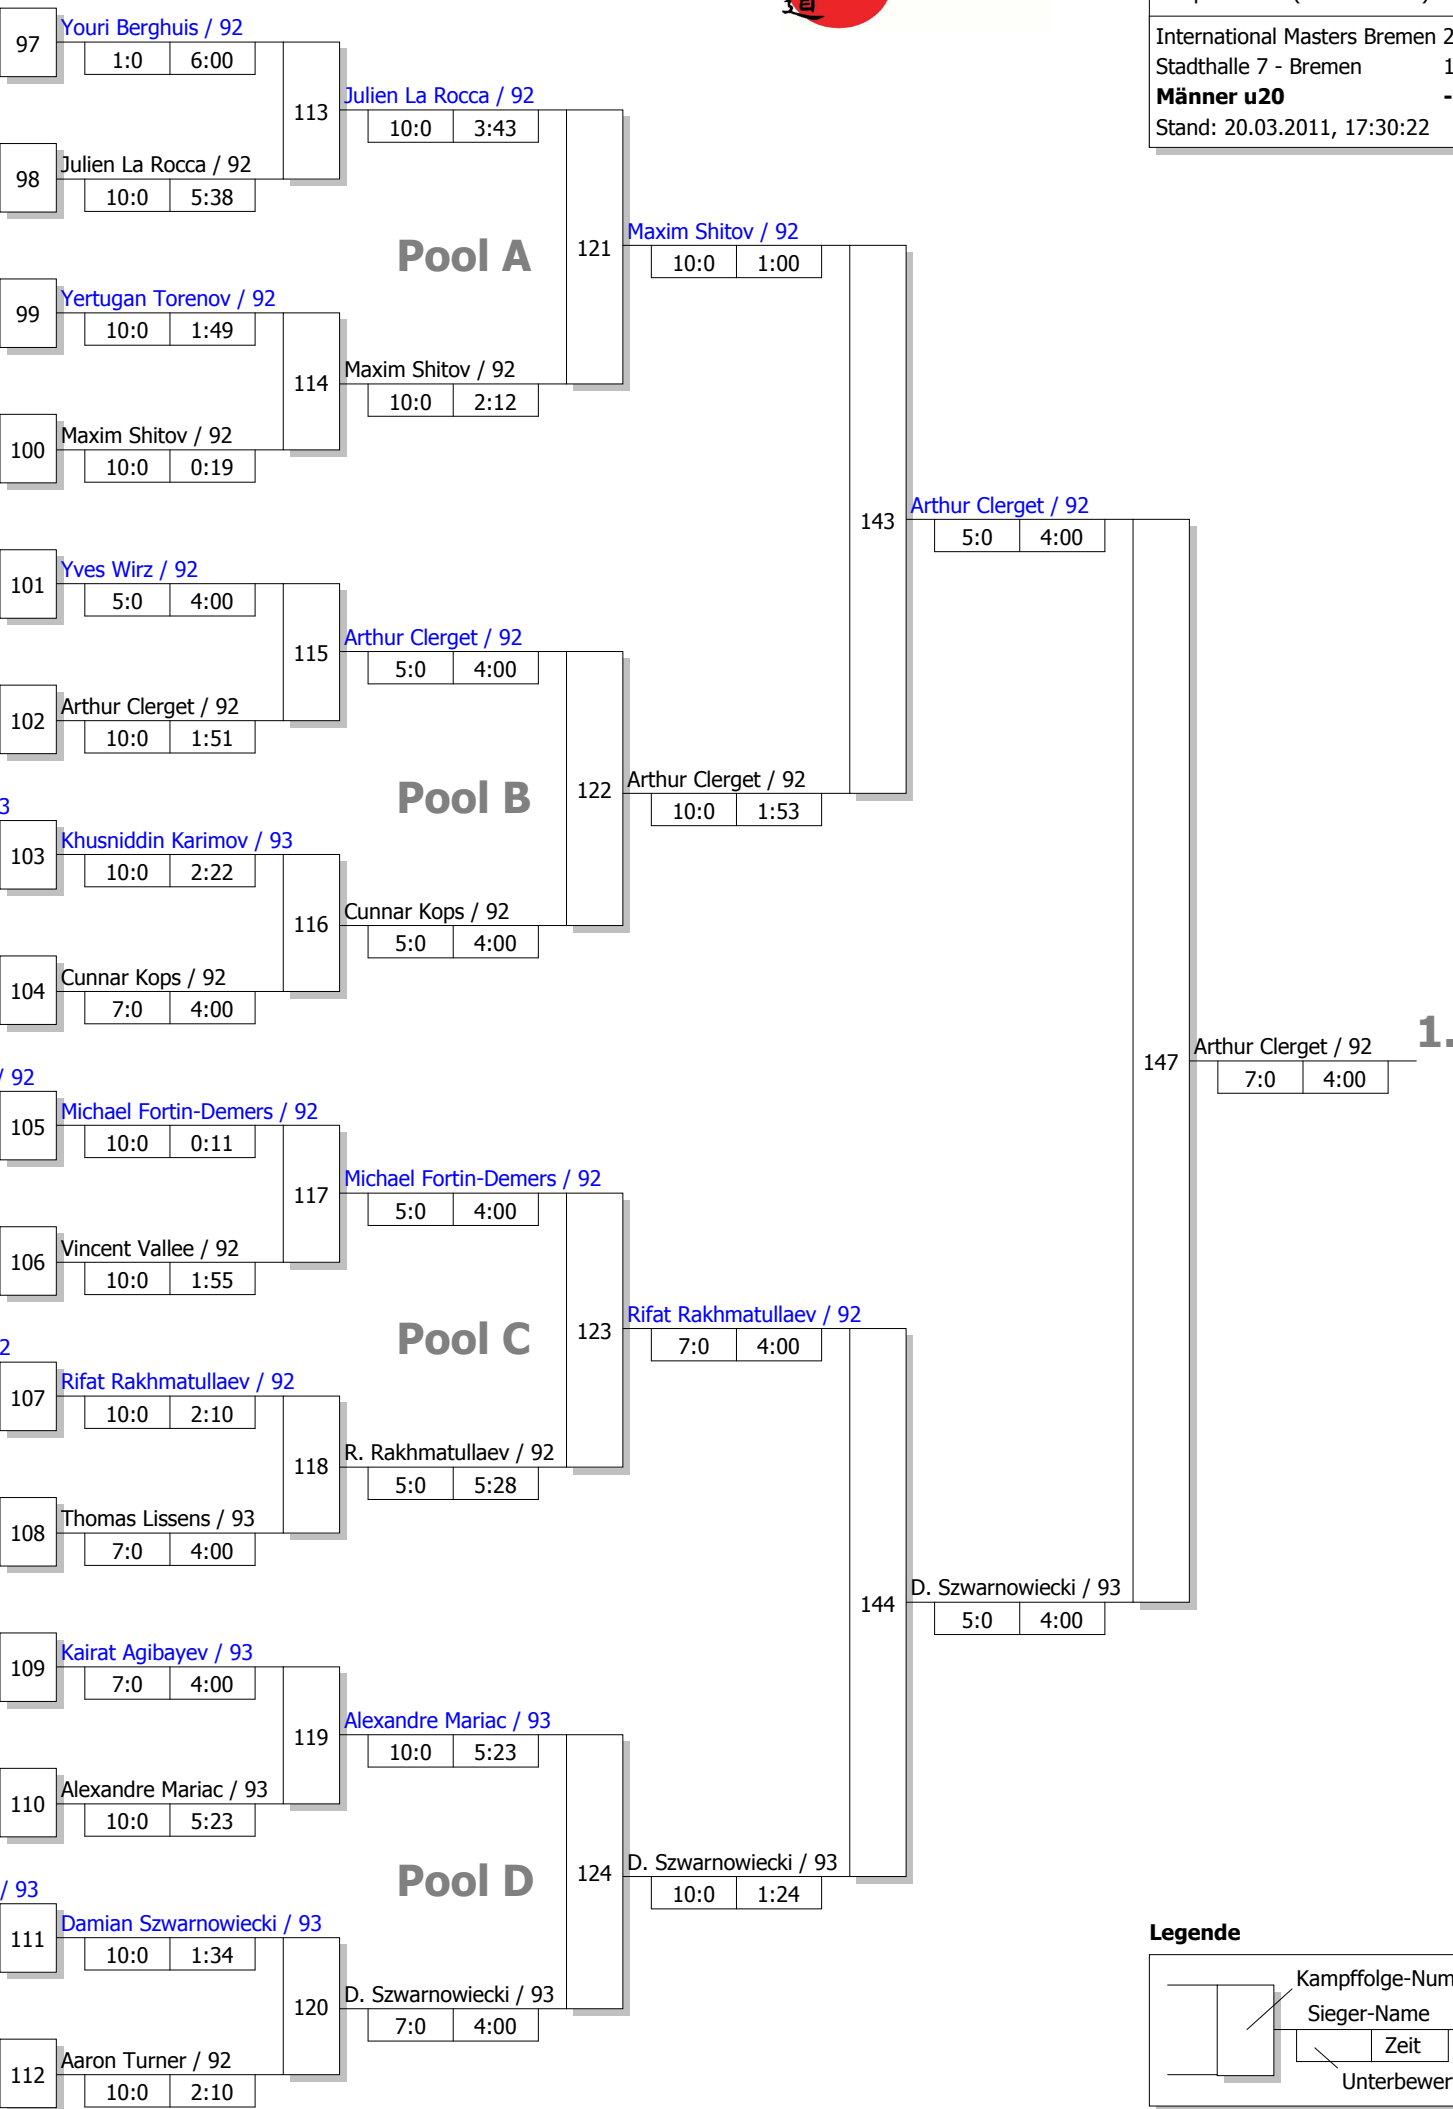 道
International Masters Bremen 2
Stadthalle 7 - Bremen 1
Männer u20 -
Stand: 20.03.2011, 17:30:22
97
Youri Berghuis / 92
1:0 6:00
113
Julien La Rocca / 92
10:0 3:43
98
Julien La Rocca / 92
10:0 5:38
Pool A
121
Maxim Shitov / 92
10:0 1:00
99
Yertugan Torenov / 92
10:0 1:49
114
Maxim Shitov / 92
10:0 2:12
100
Maxim Shitov / 92
10:0 0:19
143
Arthur Clerget / 92
5:0 4:00
101
Yves Wirz / 92
5:0 4:00
115
Arthur Clerget / 92
5:0 4:00
102
Arthur Clerget / 92
10:0 1:51
Pool B
122
Arthur Clerget / 92
10:0 1:53
3
103
Khusniddin Karimov / 93
10:0 2:22
116
Cunnar Kops / 92
5:0 4:00
104
Cunnar Kops / 92
7:0 4:00
147
Arthur Clerget / 92
7:0 4:00
1.
/ 92
105
Michael Fortin-Demers / 92
10:0 0:11
117
Michael Fortin-Demers / 92
5:0 4:00
106
Vincent Vallee / 92
10:0 1:55
Pool C
123
Rifat Rakhmatullaev / 92
7:0 4:00
2
107
Rifat Rakhmatullaev / 92
10:0 2:10
118
R. Rakhmatullaev / 92
5:0 5:28
108
Thomas Lissens / 93
7:0 4:00
144
D. Szwarnowiecki / 93
5:0 4:00
109
Kairat Agibayev / 93
7:0 4:00
119
Alexandre Mariac / 93
10:0 5:23
110
Alexandre Mariac / 93
10:0 5:23
Pool D
124
D. Szwarnowiecki / 93
10:0 1:24
/ 93
111
Damian Szwarnowiecki / 93
10:0 1:34
120
D. Szwarnowiecki / 93
7:0 4:00
112
Aaron Turner / 92
10:0 2:10
Legende
Kampffolge-Num
Sieger-Name
Zeit
Unterbewer